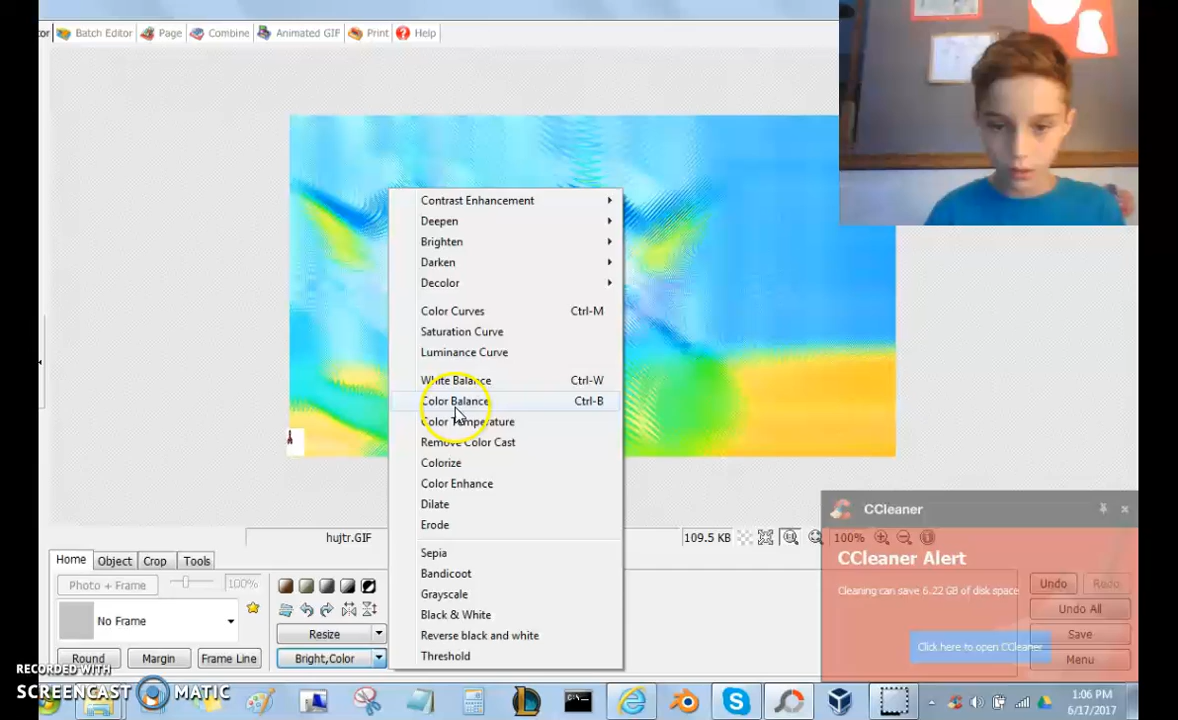 Batch Editor Page Combine Animated GIF Print Help
Contrast Enhancement
Deepen
Brighten
Darken
Decolor
Color Curves Ctrl-M
Saturation Curve
Luminance Curve
White Balance Ctrl-W
Color Balance Ctrl-B
Color Temperature
Remove Color Cast
Colorize
Color Enhance
Dilate
Erode
Sepia
Bandicoot
Grayscale
Black & White
Reverse black and white
Threshold
hujtr.GIF 109.5 KB 100%
Home Object Crop Tools
Photo + Frame 100%
No Frame
Resize
Round Margin Frame Line Bright,Color
CCleaner
CCleaner Alert
Cleaning can save 6.22 GB of disk space
Click here to open CCleaner
Undo Redo
Undo All
Save
Menu
RECORDED WITH
SCREENCAST MATIC
1:06 PM
6/17/2017